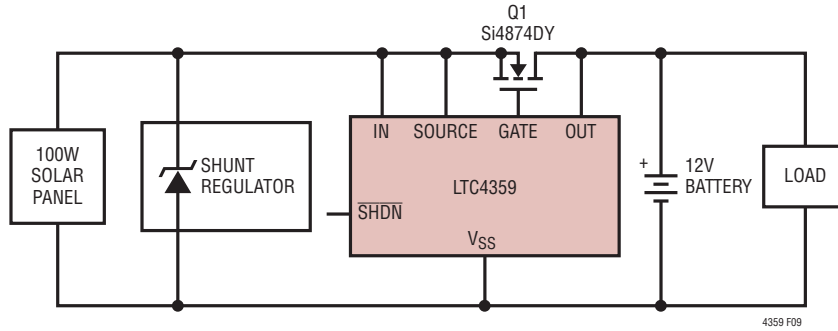 Q1
Si4874DY
IN SOURCE GATE OUT
100W
SOLAR
PANEL
SHUNT
REGULATOR
LTC4359
SHDN
VSS
+
12V
BATTERY
LOAD
4359 F09